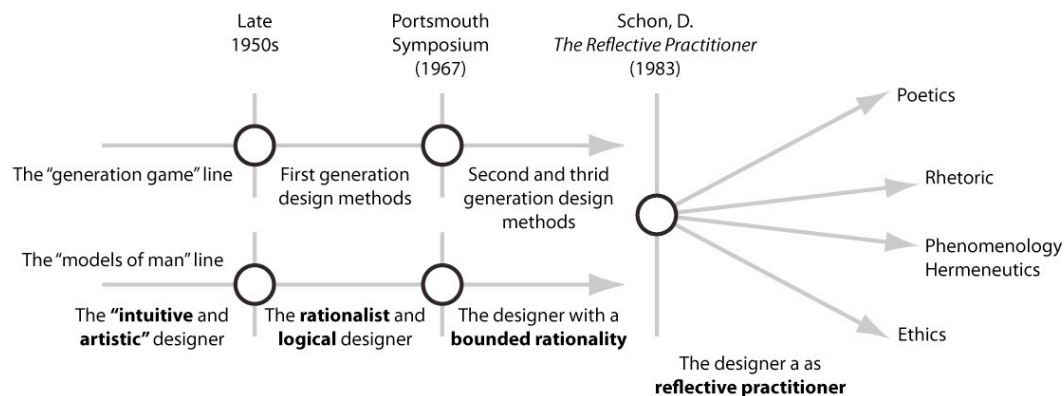 Late
1950s
Portsmouth
Symposium
(1967)
Schon, D.
The Reflective Practitioner
(1983)
The "generation game" line
First generation
design methods
Second and thrid
generation design
methods
The "models of man" line
The "intuitive and
artistic" designer
The rationalist and
logical designer
The designer with a
bounded rationality
The designer a as
reflective practitioner
Poetics
Rhetoric
Phenomenology
Hermeneutics
Ethics